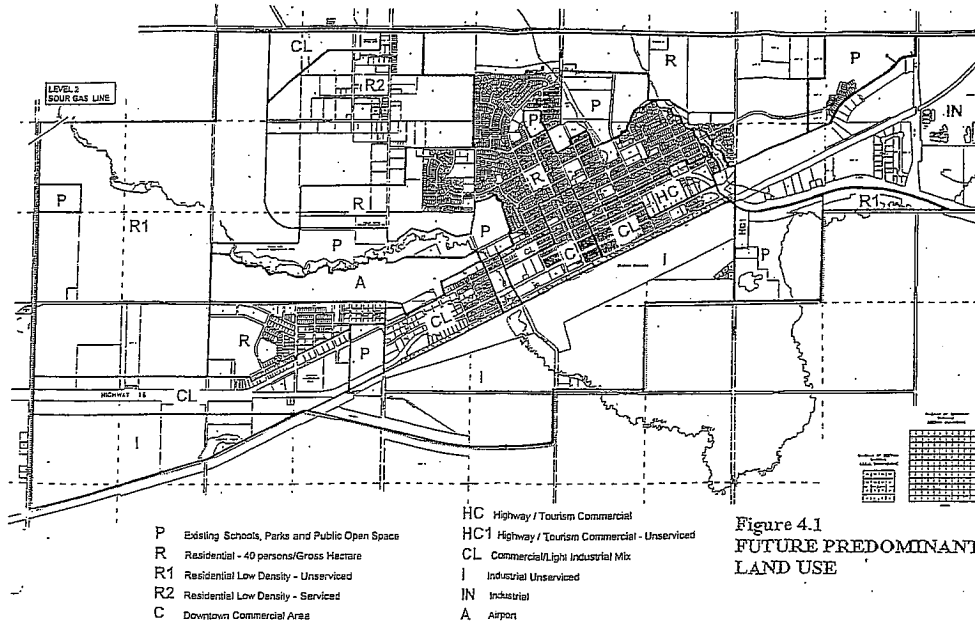 CL
P
R
LEVEL 2
SOUR GAS LINE
R2
P
P
IN
R
P
R1
R1
HC
R1
P
P
CL
HC1
C
I
P
A
CL
R
P
I
HIGHWAY 16
CL
I
P Existing Schools, Parks and Public Open Space
R Residential - 40 persons/Gross Hectare
R1 Residential Low Density - Unserviced
R2 Residential Low Density - Serviced
C Downtown Commercial Area
HC Highway / Tourism Commercial
HC1 Highway / Tourism Commercial - Unserviced
CL Commercial/Light Industrial Mix
I Industrial Unserviced
IN Industrial
A Airport
Figure 4.1
FUTURE PREDOMINANT
LAND USE